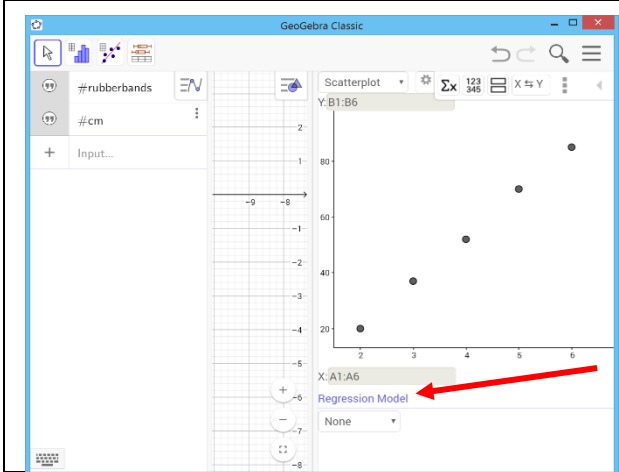 GeoGebra Classic
#rubberbands
#cm
Input...
2
1
-9 -8
-1
-2
-3
-4
-5
-6
-7
-8
Scatterplot
Σx 123 345 X ⇆ Y
Y: B1:B6
80
60
40
20
2 3 4 5 6
X: A1:A6
Regression Model
None